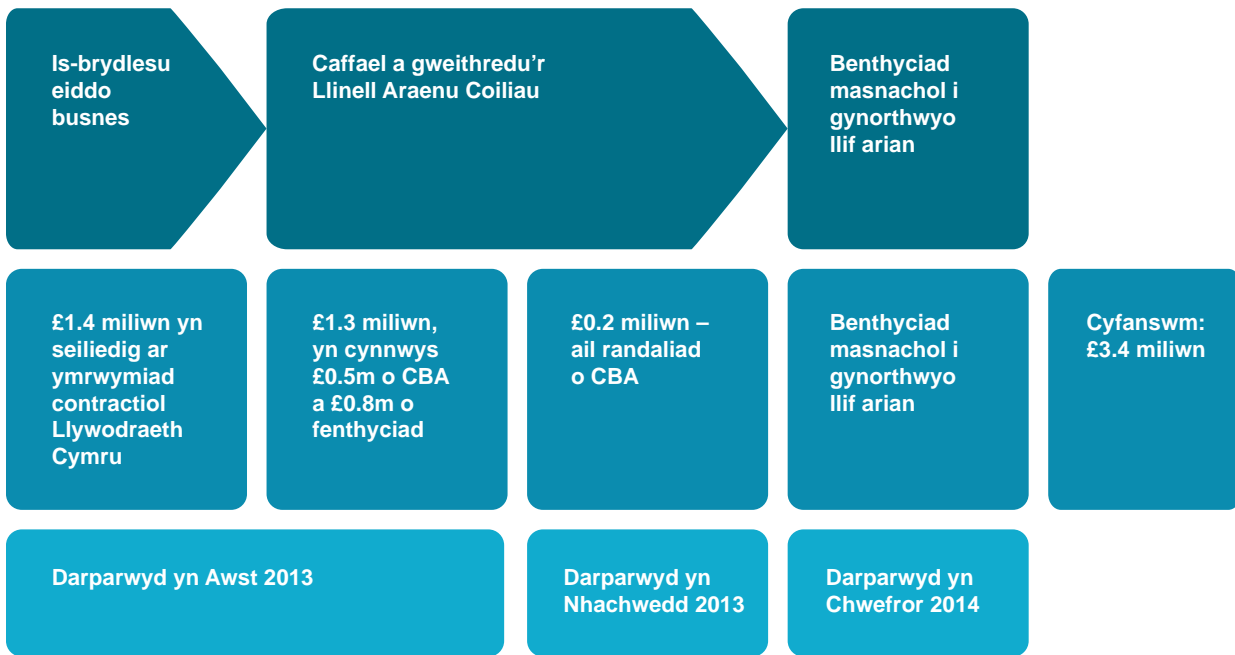 Is-brydlesu
eiddo
busnes
Caffael a gweithredu’r
Llinell Araenu Coiliau
Benthyciad
masnachol i
gynorthwyo
llif arian
£1.4 miliwn yn
seiliedig ar
ymrwymiad
contractiol
Llywodraeth
Cymru
£1.3 miliwn,
yn cynnwys
£0.5m o CBA
a £0.8m o
fenthyciad
£0.2 miliwn –
ail randaliad
o CBA
Benthyciad
masnachol i
gynorthwyo
llif arian
Cyfanswm:
£3.4 miliwn
Darparwyd yn Awst 2013
Darparwyd yn
Nhachwedd 2013
Darparwyd yn
Chwefror 2014